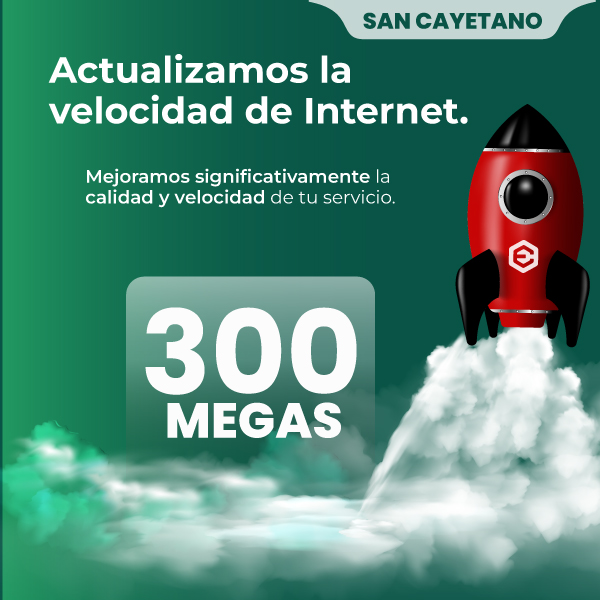 SAN CAYETANO
Actualizamos la
velocidad de Internet.
Mejoramos significativamente la
calidad y velocidad de tu servicio.
300
MEGAS